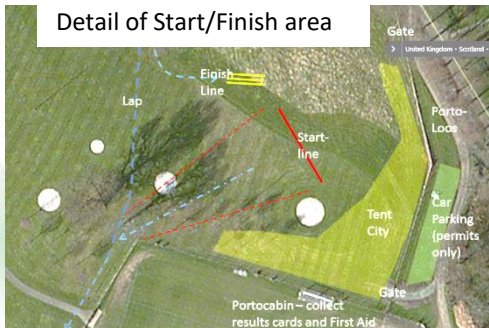 Detail of Start/Finish area
Gate
United Kingdom - Scotland -
Finish
Line
Lap
Porto-
Loos
Start-
line
Tent
City
Car
Parking
(permits
only)
Gate
Portocabin – collect
results cards and First Aid